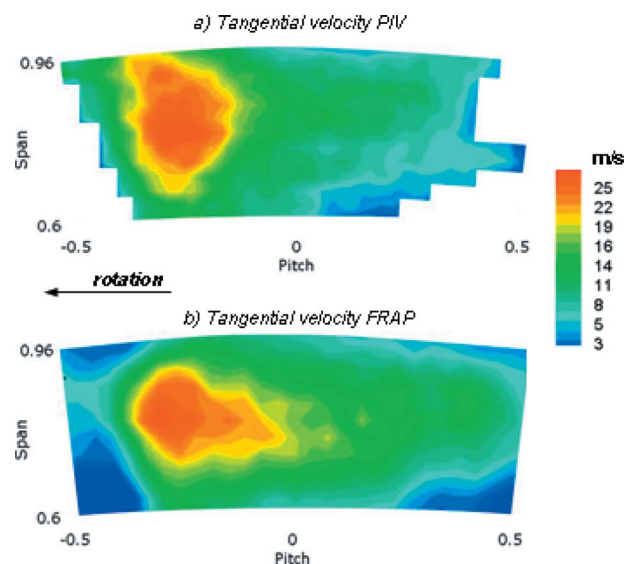 a) Tangential velocity PIV
0.96
Span
0.6
-0.5
0
0.5
Pitch
m/s
25
22
19
16
14
11
8
5
3
rotation
b) Tangential velocity FRAP
0.96
Span
0.6
-0.5
0
0.5
Pitch